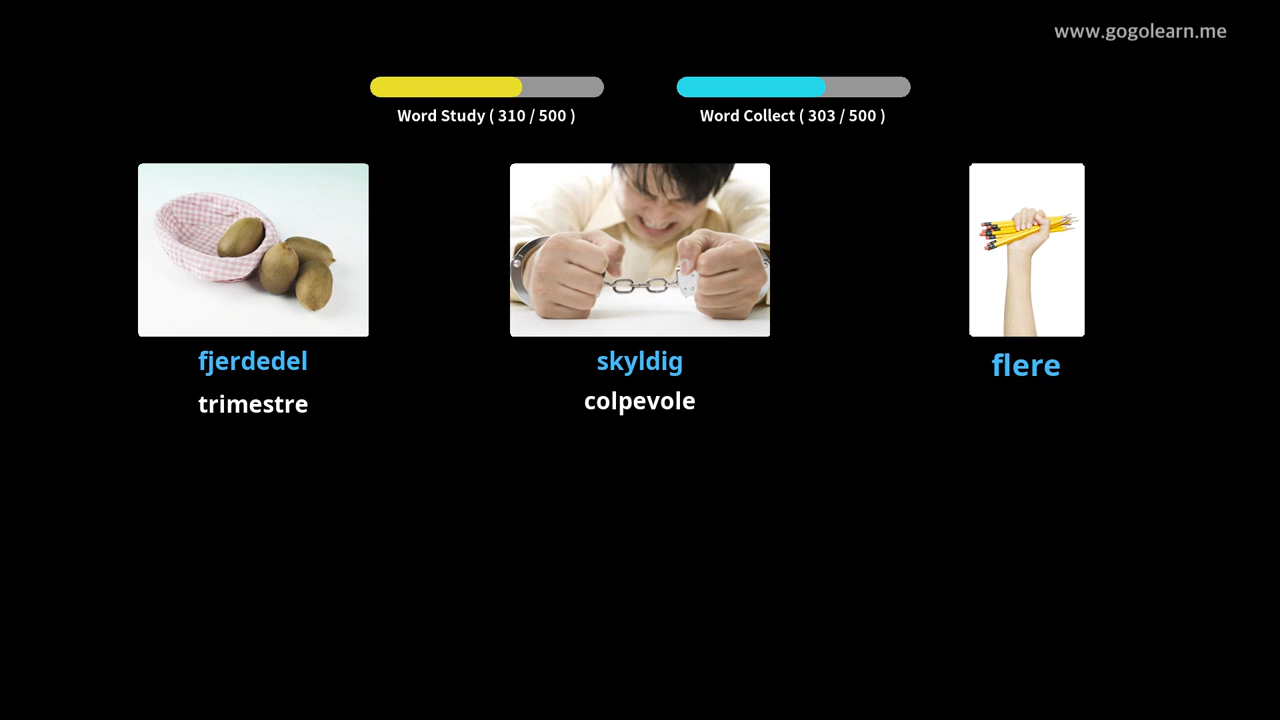 www.gogolearn.me
Word Study ( 310 / 500 )
Word Collect ( 303 / 500 )
fjerdedel
trimestre
skyldig
colpevole
flere